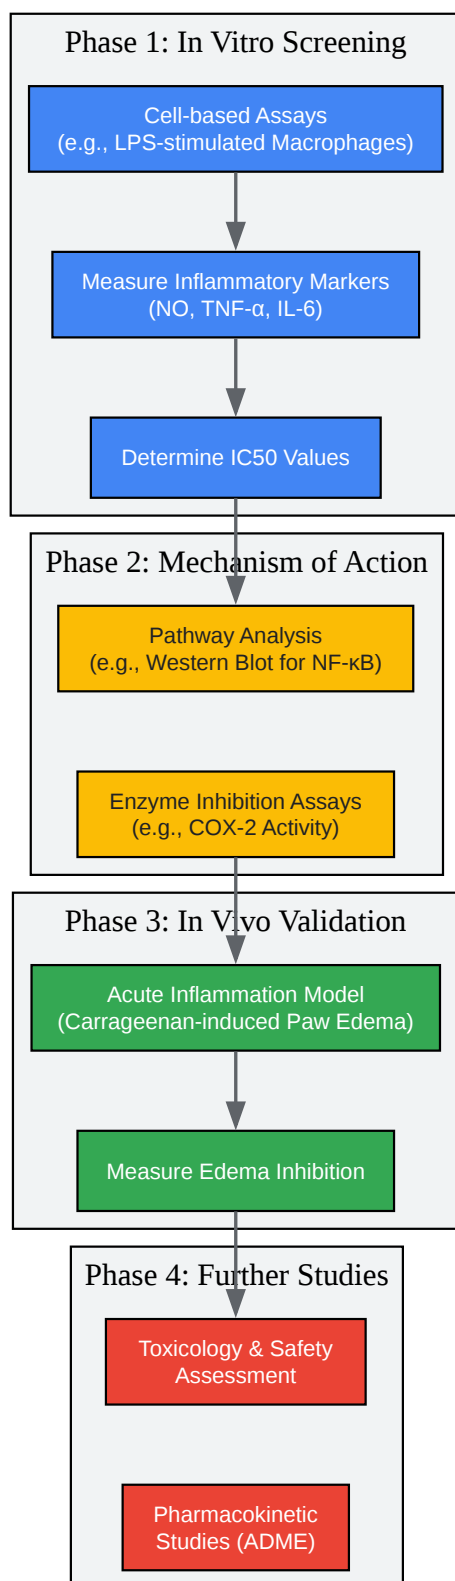 Phase 1: In Vitro Screening
Cell-based Assays
(e.g., LPS-stimulated Macrophages)
Measure Inflammatory Markers
(NO, TNF-α, IL-6)
Determine IC50 Values
Phase 2: Mechanism of Action
Pathway Analysis
(e.g., Western Blot for NF-κB)
Enzyme Inhibition Assays
(e.g., COX-2 Activity)
Phase 3: In Vivo Validation
Acute Inflammation Model
(Carrageenan-induced Paw Edema)
Measure Edema Inhibition
Phase 4: Further Studies
Toxicology & Safety
Assessment
Pharmacokinetic
Studies (ADME)